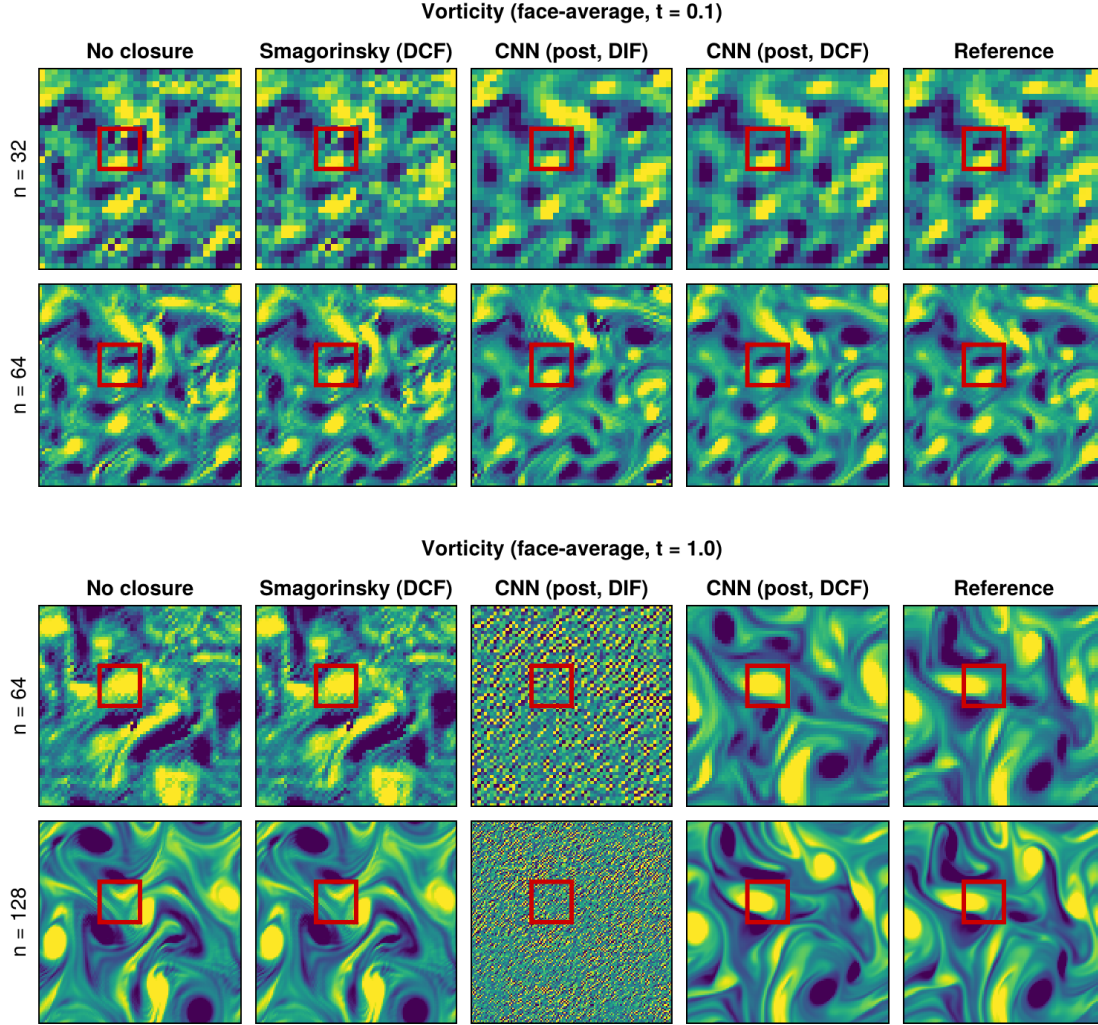 Vorticity (face-average, t = 0.1)
No closure
Smagorinsky (DCF)
CNN (post, DIF)
CNN (post, DCF)
Reference
n = 32
n = 64
Vorticity (face-average, t = 1.0)
No closure
Smagorinsky (DCF)
CNN (post, DIF)
CNN (post, DCF)
Reference
n = 64
n = 128